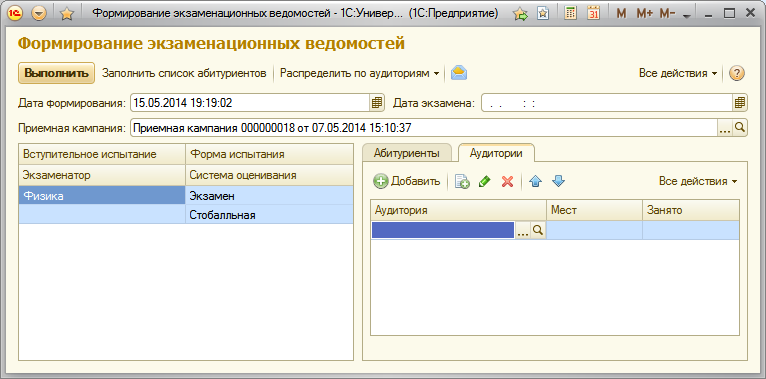 Формирование экзаменационных ведомостей - 1С:Универ... (1С:Предприятие)
M M+ M-
Формирование экзаменационных ведомостей
Выполнить Заполнить список абитуриентов Распределить по аудиториям Все действия
Дата формирования: 15.05.2014 19:19:02 Дата экзамена: . . : :
Приемная кампания: Приемная кампания 000000018 от 07.05.2014 15:10:37 ...
Вступительное испытание Форма испытания
Экзаменатор Система оценивания
Физика Экзамен
Стобалльная
Абитуриенты Аудитории
Добавить Все действия
Аудитория Мест Занято
...